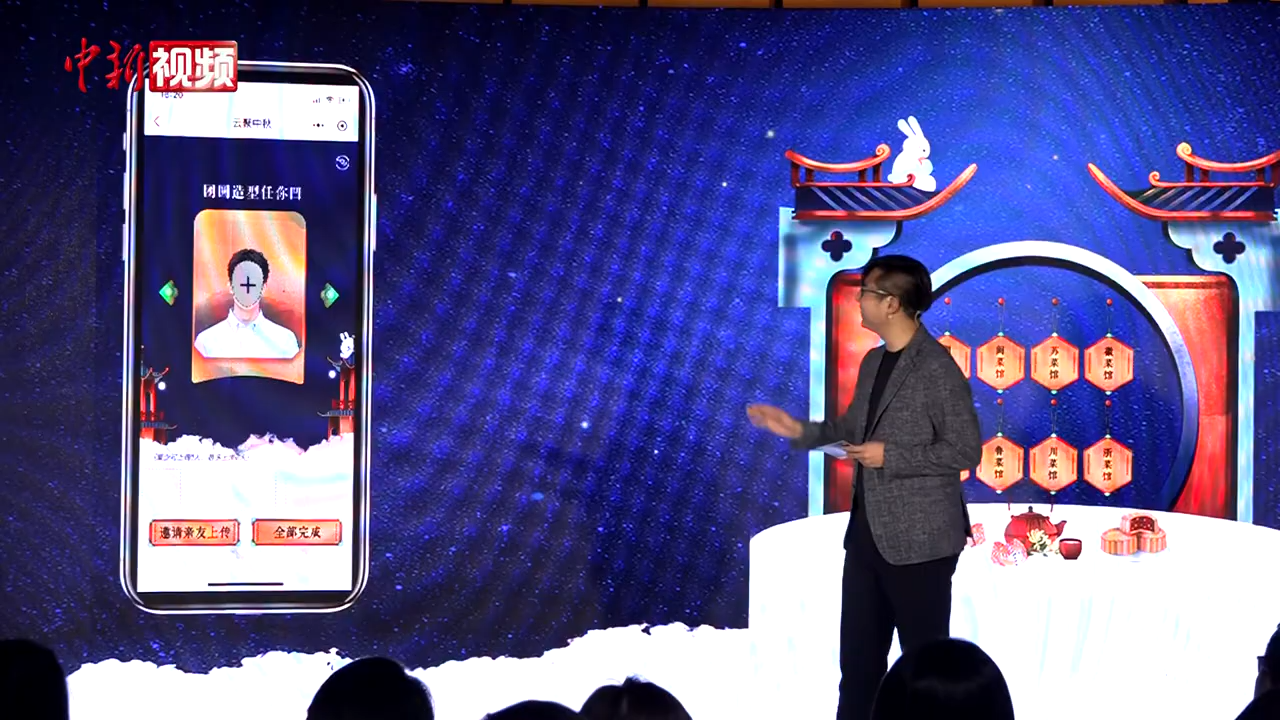 中新视频
18:20
云聚中秋
团圆造型任你凹
邀请亲友上传
全部完成
闽菜馆
苏菜馆
徽菜馆
鲁菜馆
川菜馆
浙菜馆